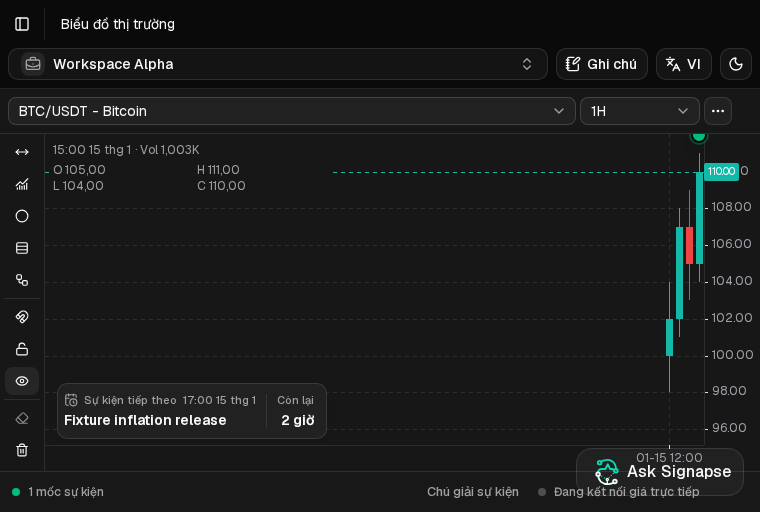 Biểu đồ thị trường
Workspace Alpha
Ghi chú
VI
BTC/USDT - Bitcoin
1H
15:00 15 thg 1 · Vol 1,003K
O 105,00 H 111,00
L 104,00 C 110,00
110.00
108.00
106.00
104.00
102.00
100.00
98.00
96.00
Sự kiện tiếp theo 17:00 15 thg 1
Còn lại
Fixture inflation release
2 giờ
01-15 12:00
Ask Signapse
1 mốc sự kiện
Chú giải sự kiện
Đang kết nối giá trực tiếp